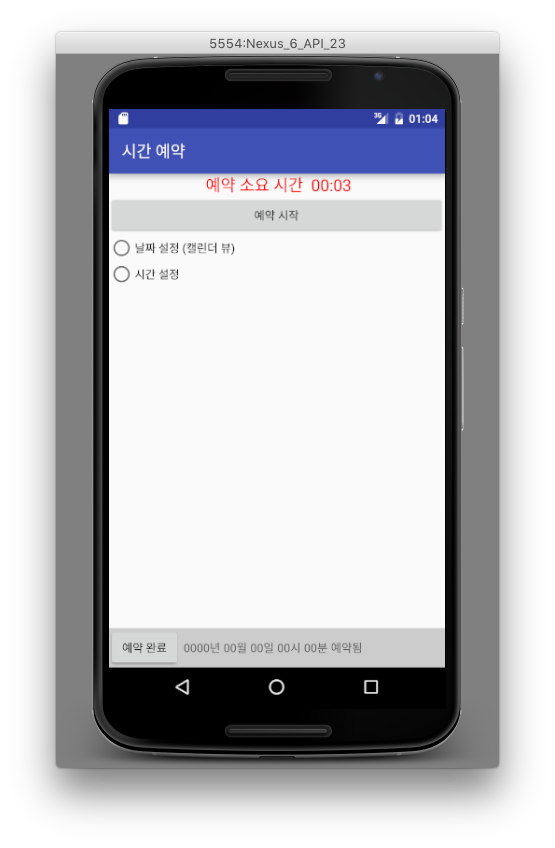 5554:Nexus_6_API_23
3G 01:04
시간 예약
예약 소요 시간 00:03
예약 시작
날짜 설정 (캘린더 뷰)
시간 설정
예약 완료 0000년 00월 00일 00시 00분 예약됨